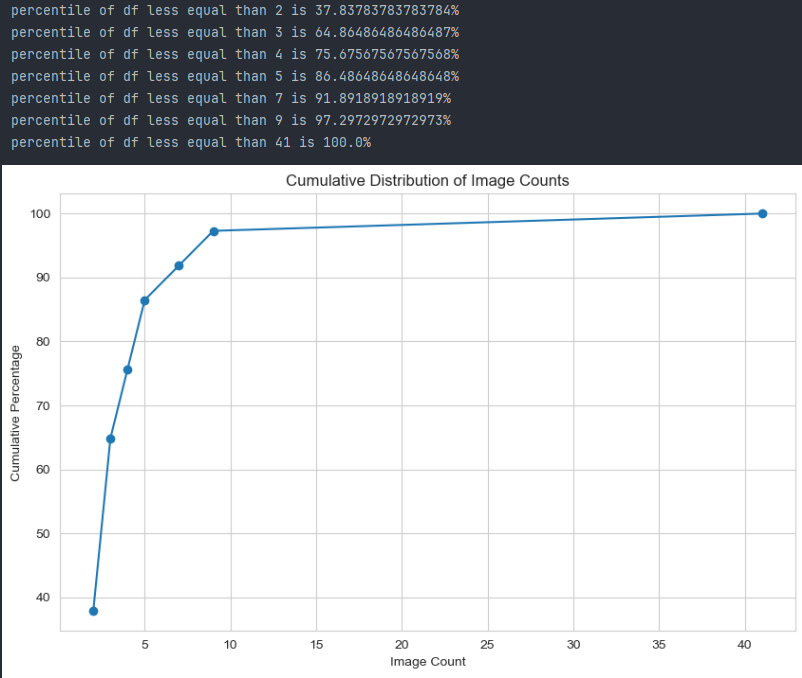 percentile of df less equal than 2 is 37.83783783783784%
percentile of df less equal than 3 is 64.86486486486487%
percentile of df less equal than 4 is 75.67567567567568%
percentile of df less equal than 5 is 86.48648648648648%
percentile of df less equal than 7 is 91.8918918918919%
percentile of df less equal than 9 is 97.2972972972973%
percentile of df less equal than 41 is 100.0%
Cumulative Distribution of Image Counts
Cumulative Percentage
100
90
80
70
60
50
40
5 10 15 20 25 30 35 40
Image Count